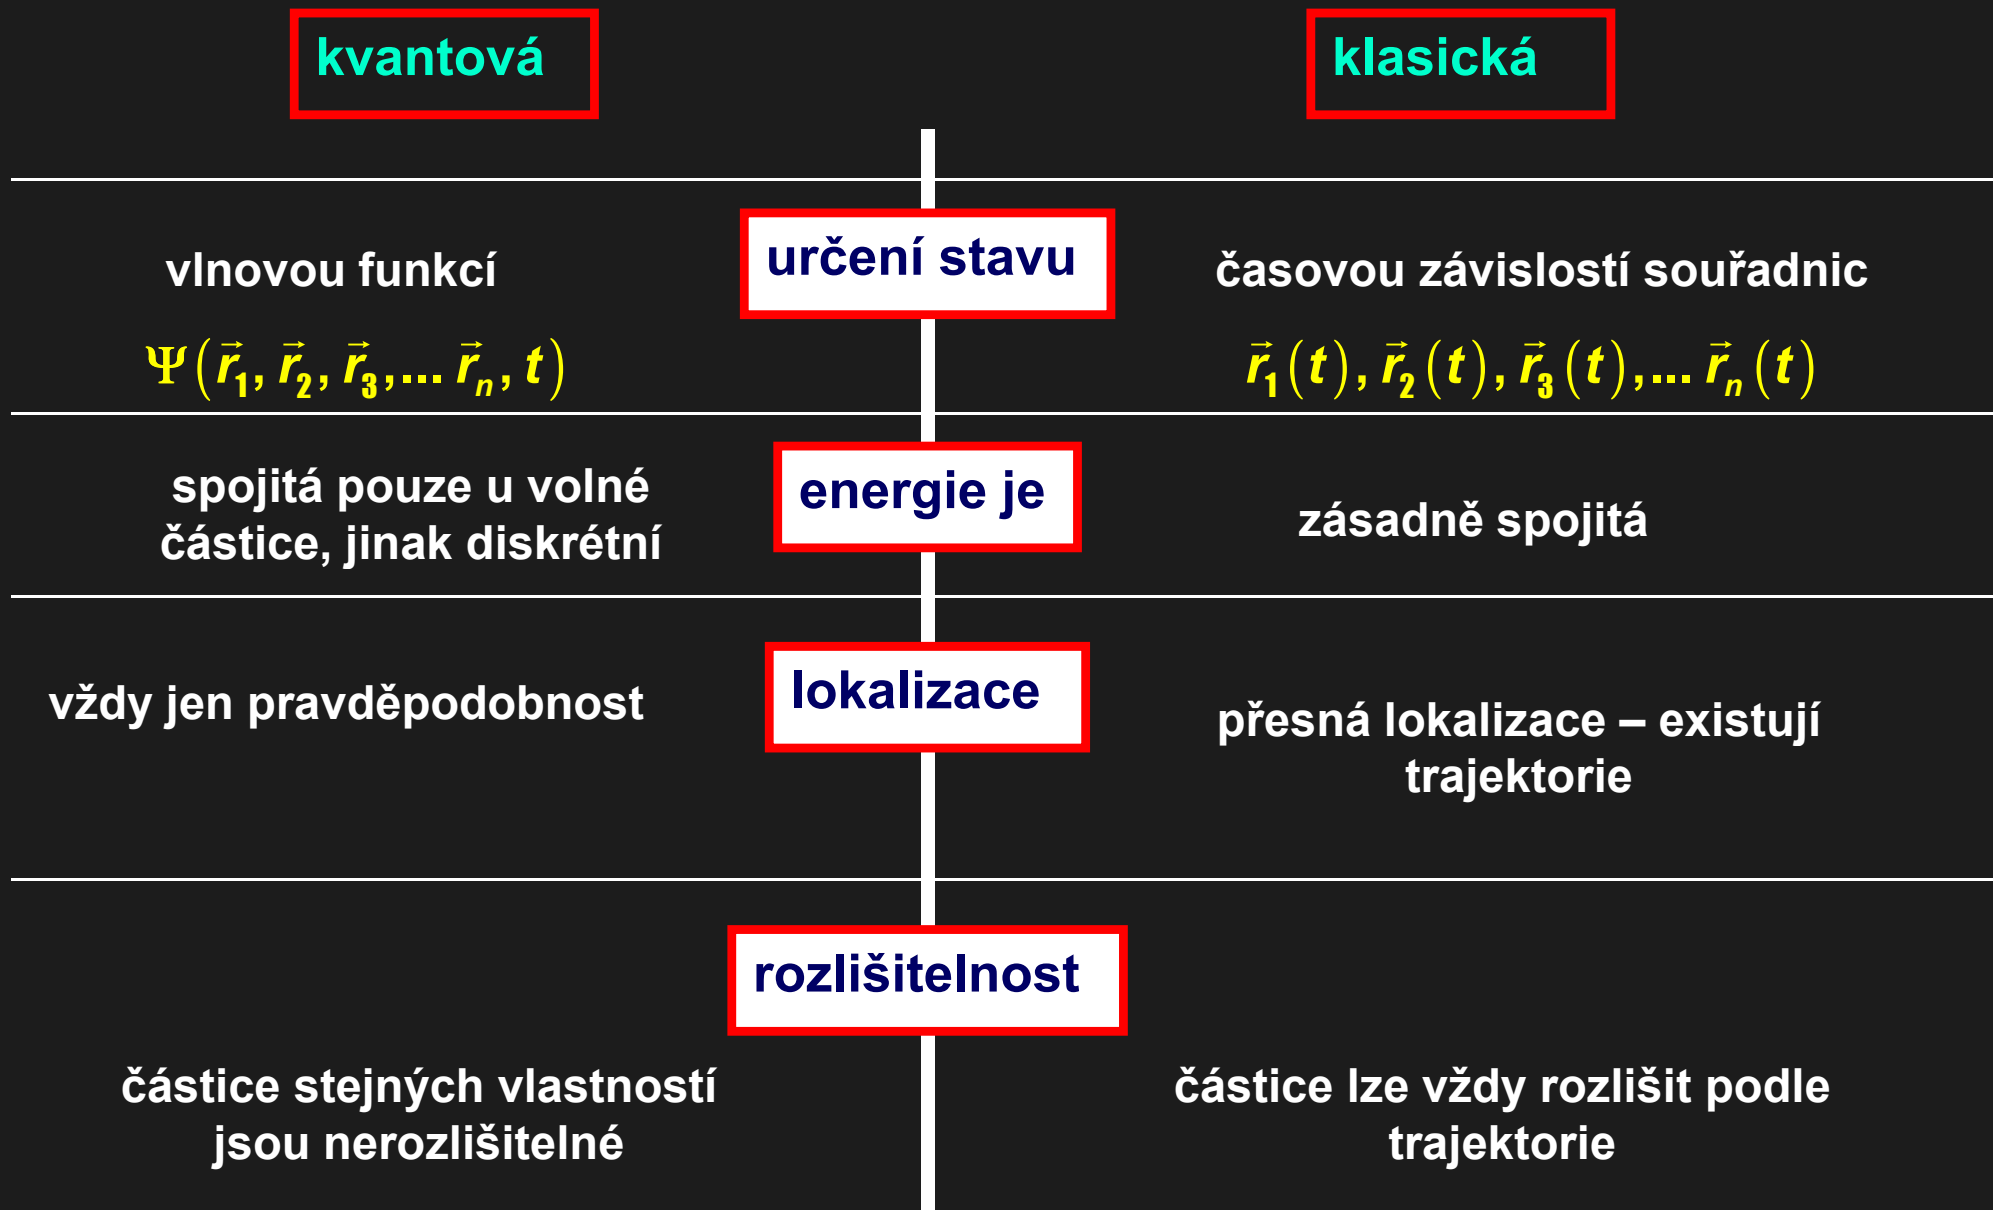 kvantová
klasická
určení stavu
vlnovou funkcí
časovou závislostí souřadnic
Ψ(r⃗₁, r⃗₂, r⃗₃,... r⃗ₙ, t)
r⃗₁(t), r⃗₂(t), r⃗₃(t),... r⃗ₙ(t)
energie je
spojitá pouze u volné
částice, jinak diskrétní
zásadně spojitá
lokalizace
vždy jen pravděpodobnost
přesná lokalizace – existují
trajektorie
rozlišitelnost
částice stejných vlastností
jsou nerozlišitelné
částice lze vždy rozlišit podle
trajektorie